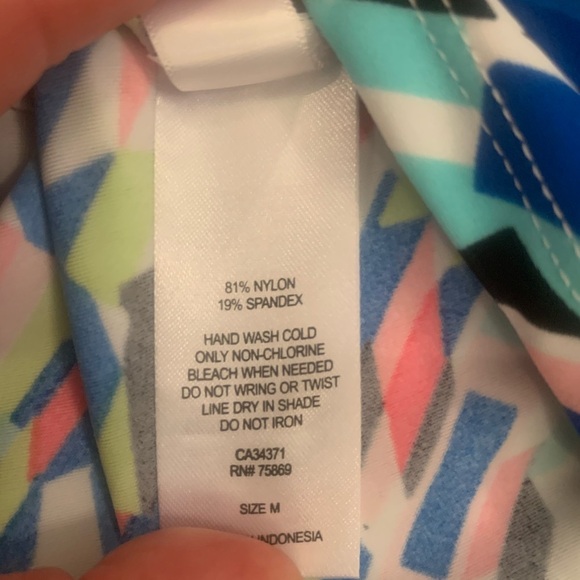 81% NYLON
19% SPANDEX
HAND WASH COLD
ONLY NON-CHLORINE
BLEACH WHEN NEEDED
DO NOT WRING OR TWIST
LINE DRY IN SHADE
DO NOT IRON
CA34371
RN# 75869
SIZE M
INDONESIA